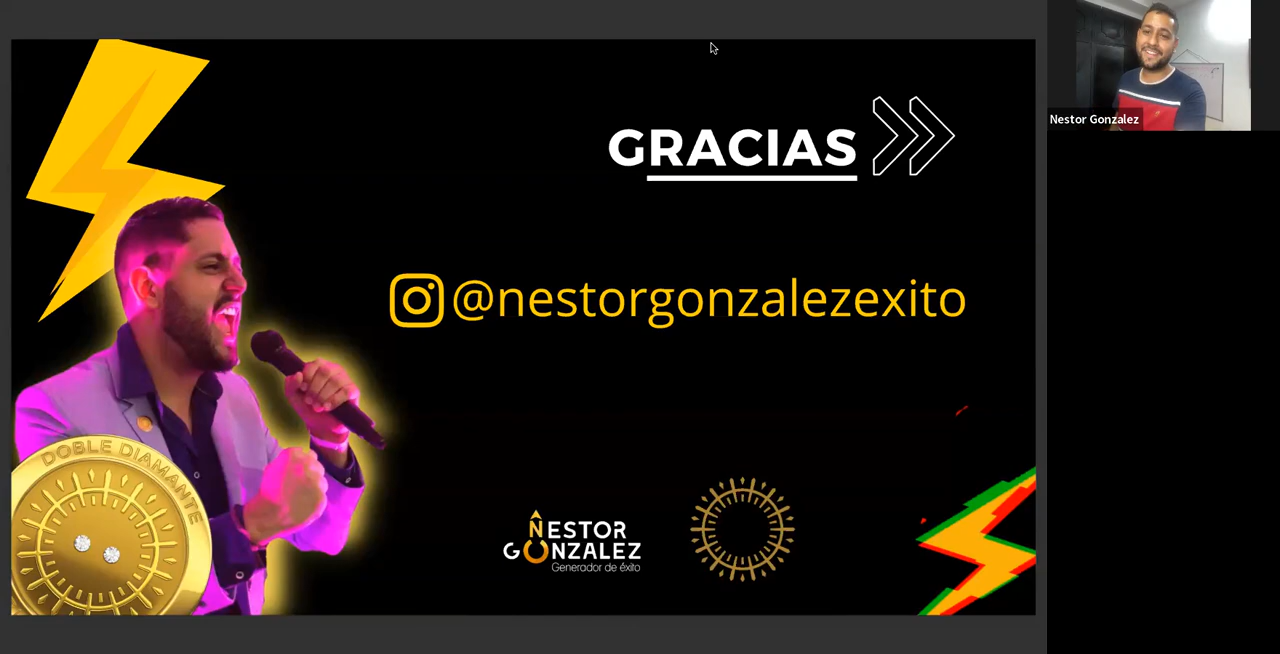 GRACIAS
@nestorgonzalezexito
DOBLE DIAMANTE
NESTOR
GONZALEZ
Generador de éxito
Nestor Gonzalez